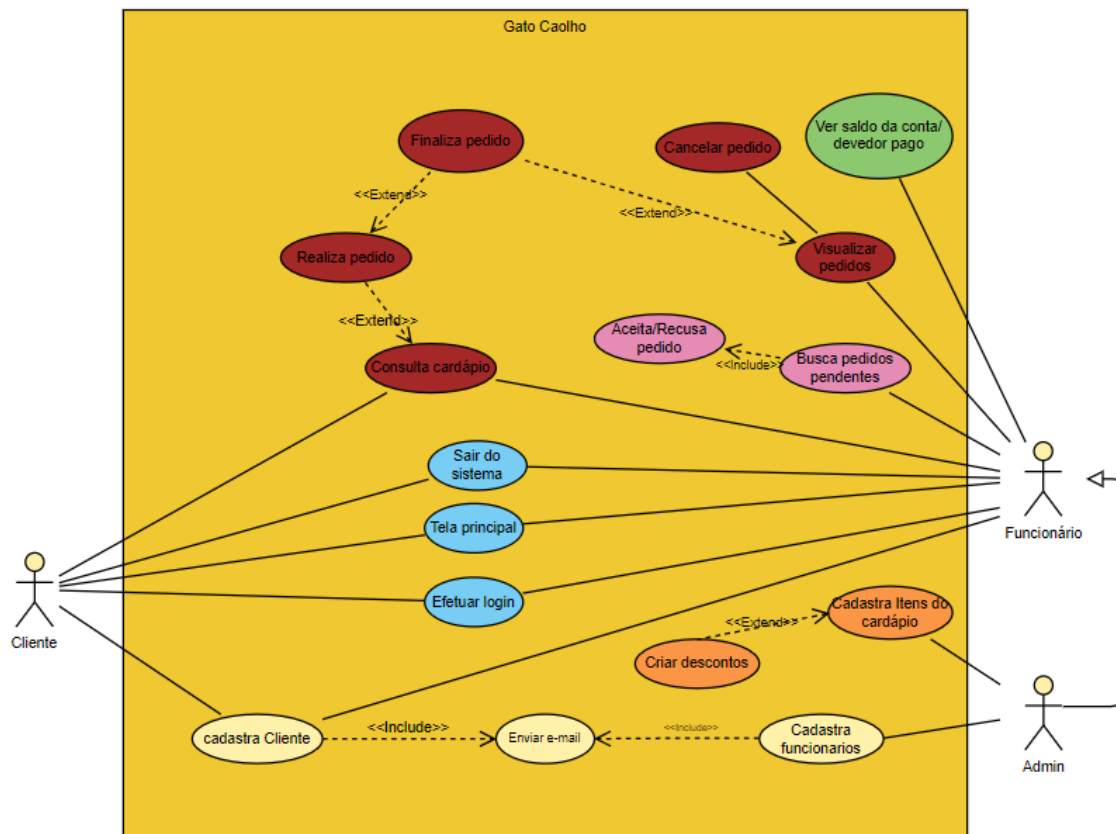 Gato Caolho
Ver saldo da conta/
devedor pago
Finaliza pedido
Cancelar pedido
<<Extend>>
<<Extend>>
Realiza pedido
Visualizar
pedidos
<<Extend>>
Aceita/Recusa
pedido
<<Include>>
Busca pedidos
pendentes
Consulta cardápio
Sair do
sistema
Tela principal
Funcionário
Efetuar login
Cliente
Cadastra Itens do
cardápio
<<Extend>>
Criar descontos
cadastra Cliente
<<Include>>
Enviar e-mail
<<Include>>
Cadastra
funcionarios
Admin